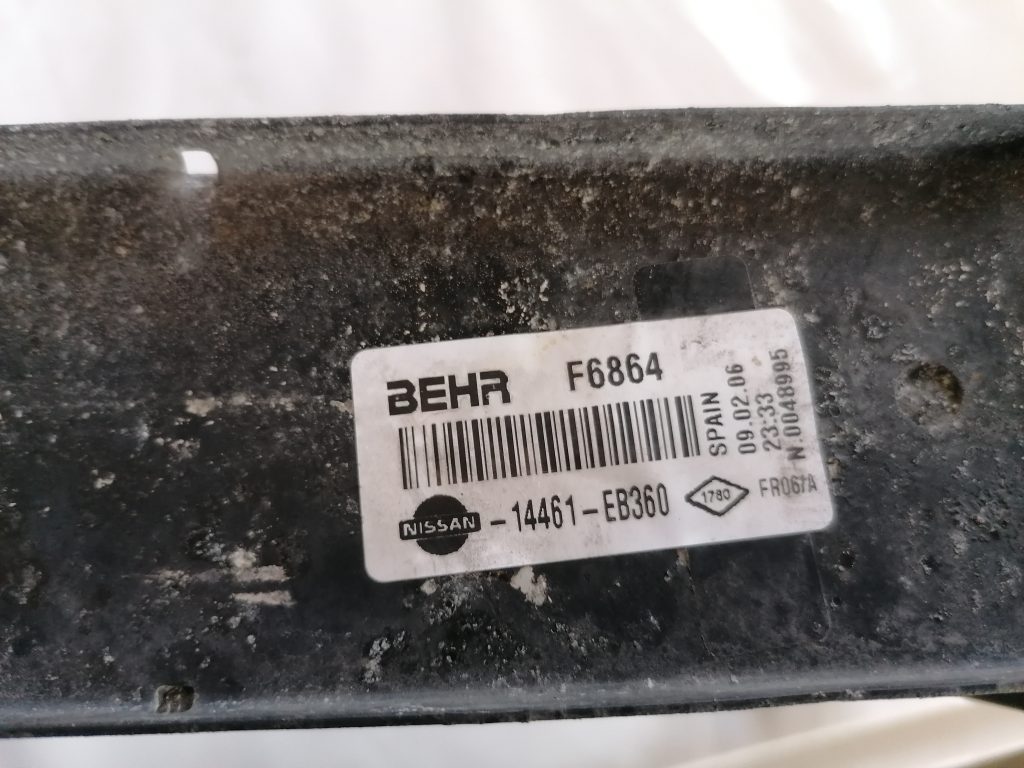 BEHR F6864
SPAIN
09.02.06
23:33
N.0048995
NISSAN -14461-EB360
1780
FR067A